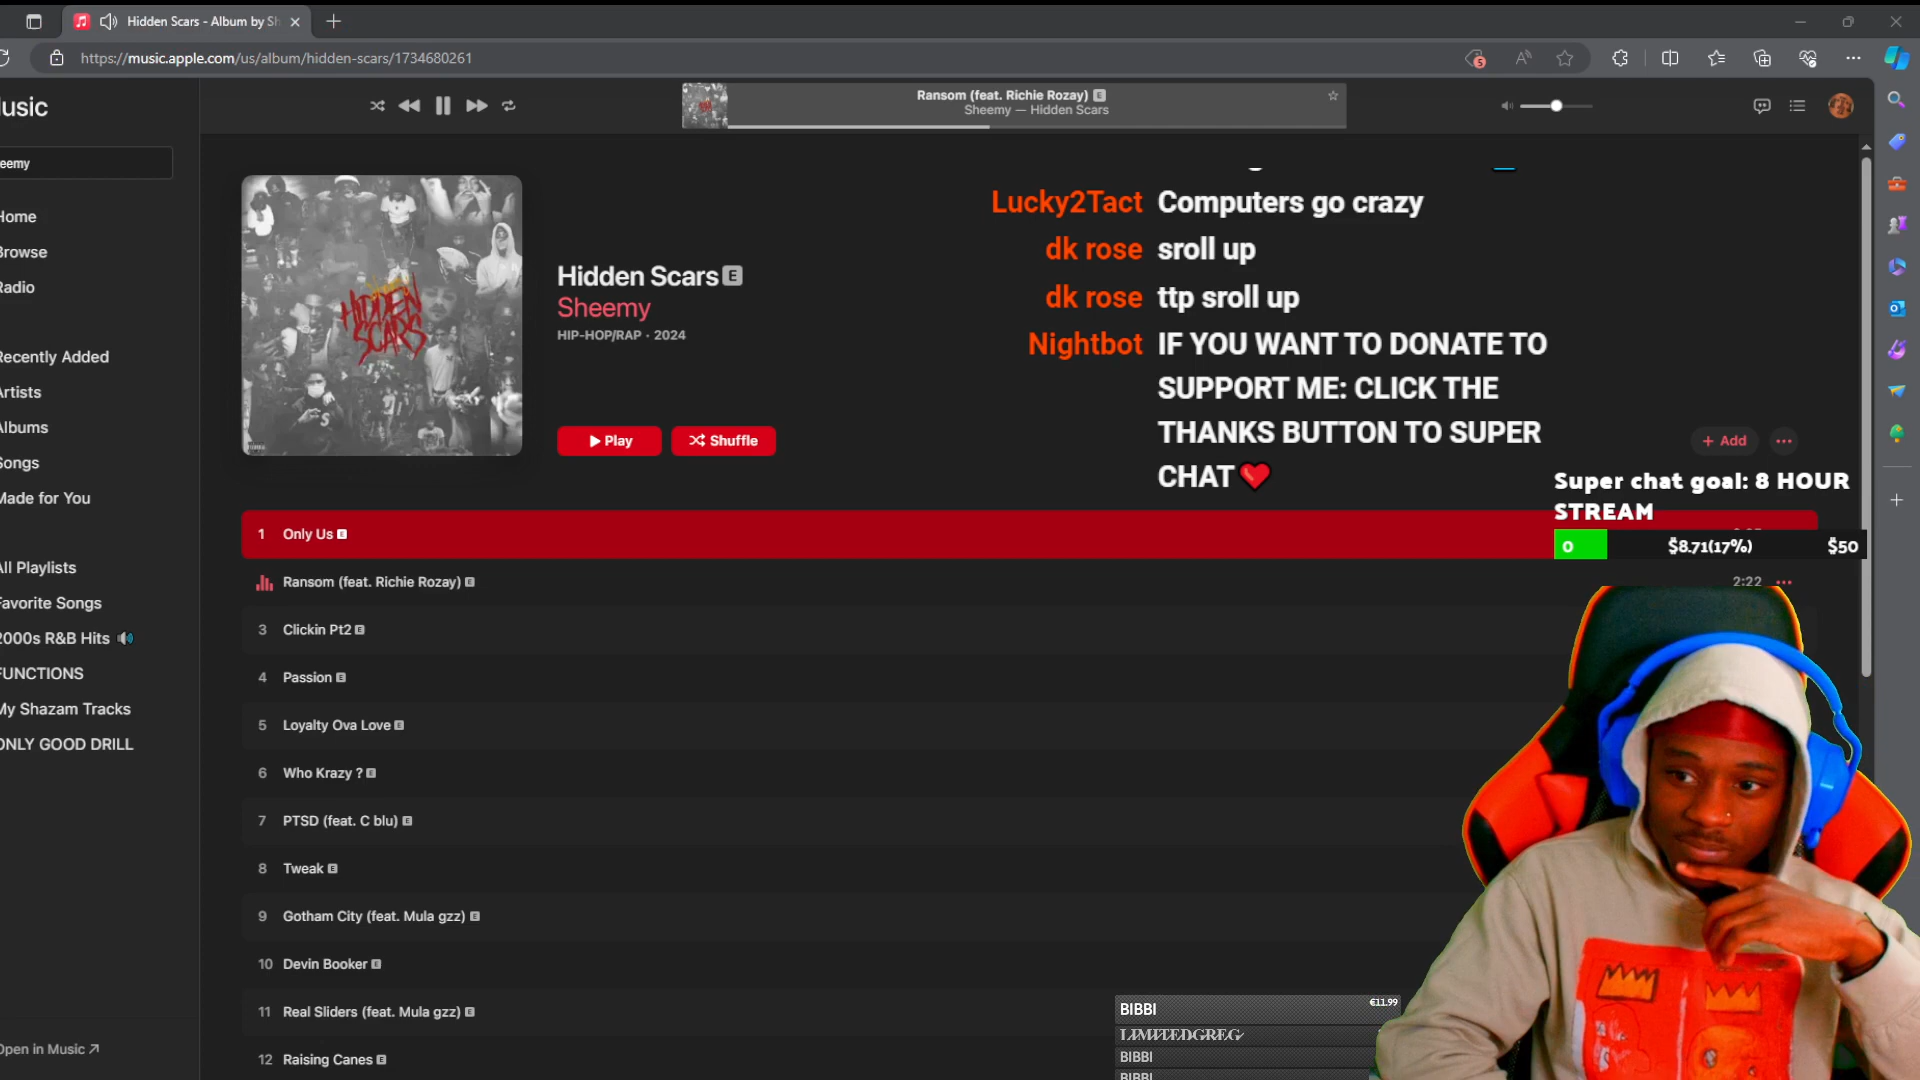 Hidden Scars - Album by Sh
https://music.apple.com/us/album/hidden-scars/1734680261
5
usic
Ransom (feat. Richie Rozay) E
Sheemy — Hidden Scars
eemy
Home
Browse
Radio
Recently Added
Artists
Albums
Songs
Made for You
All Playlists
Favorite Songs
2000s R&B Hits
FUNCTIONS
My Shazam Tracks
ONLY GOOD DRILL
Open in Music
HIDDEN
SCARS
Hidden Scars E
Sheemy
HIP-HOP/RAP · 2024
Play
Shuffle
Lucky2Tact Computers go crazy
dk rose sroll up
dk rose ttp sroll up
Nightbot IF YOU WANT TO DONATE TO
SUPPORT ME: CLICK THE
THANKS BUTTON TO SUPER
CHAT
+ Add
Super chat goal: 8 HOUR
STREAM
0 $8.71(17%) $50
1 Only Us E
Ransom (feat. Richie Rozay) E 2:22
3 Clickin Pt2 E
4 Passion E
5 Loyalty Ova Love E
6 Who Krazy ? E
7 PTSD (feat. C blu) E
8 Tweak E
9 Gotham City (feat. Mula gzz) E
10 Devin Booker E
11 Real Sliders (feat. Mula gzz) E
12 Raising Canes E
BIBBI €11.99
LIMITEDGREG
BIBBI
BIBBI